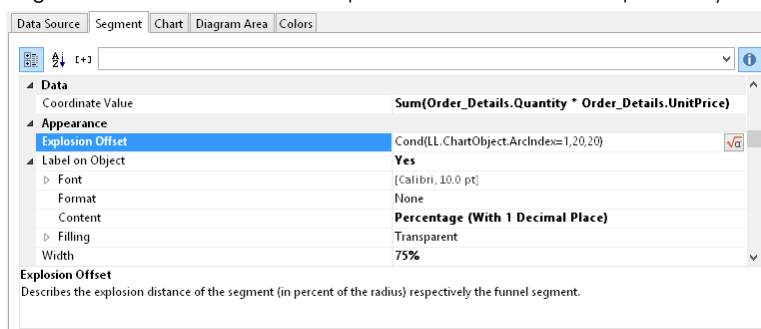 Data Source Segment Chart Diagram Area Colors
Data
Coordinate Value Sum(Order_Details.Quantity * Order_Details.UnitPrice)
Appearance
Explosion Offset Cond(LL.ChartObject.ArcIndex=1,20,20)
Label on Object Yes
Font [Calibri, 10.0 pt]
Format None
Content Percentage (With 1 Decimal Place)
Filling Transparent
Width 75%
Explosion Offset
Describes the explosion distance of the segment (in percent of the radius) respectively the funnel segment.